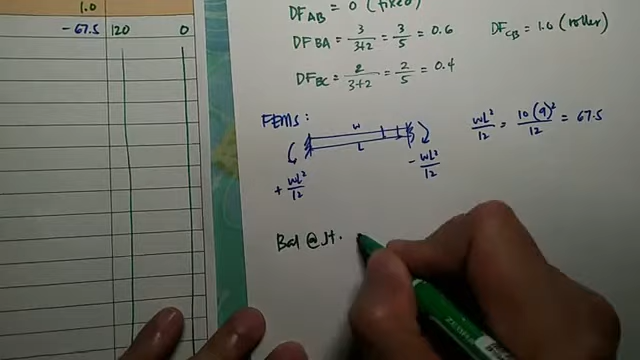 1.0
-67.5 120 0
DF_AB = 0 (fixed)
DF_BA = 3/(3+2) = 3/5 = 0.6
DF_CB = 1.0 (roller)
DF_BC = 2/(3+2) = 2/5 = 0.4
FEMs:
w
L
+ wL²/12
- wL²/12
wL²/12 = 10(9)²/12 = 67.5
Bal @ Jt.
ZEBRA